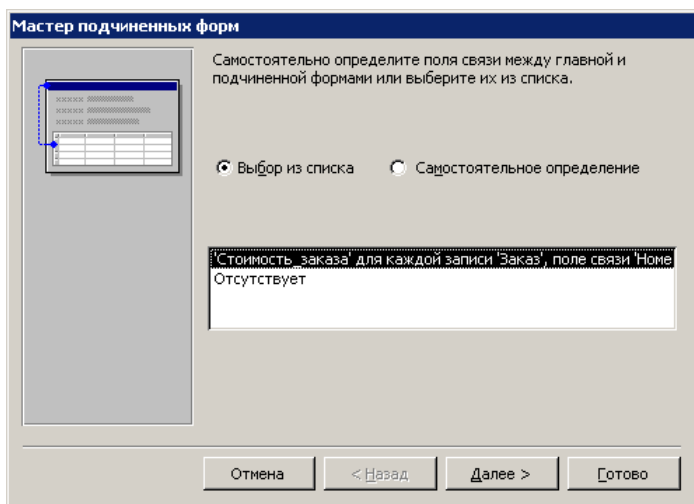 Мастер подчиненных форм
Самостоятельно определите поля связи между главной и
подчиненной формами или выберите их из списка.
Выбор из списка Самостоятельное определение
'Стоимость_заказа' для каждой записи 'Заказ', поле связи 'Номе
Отсутствует
Отмена < Назад Далее > Готово